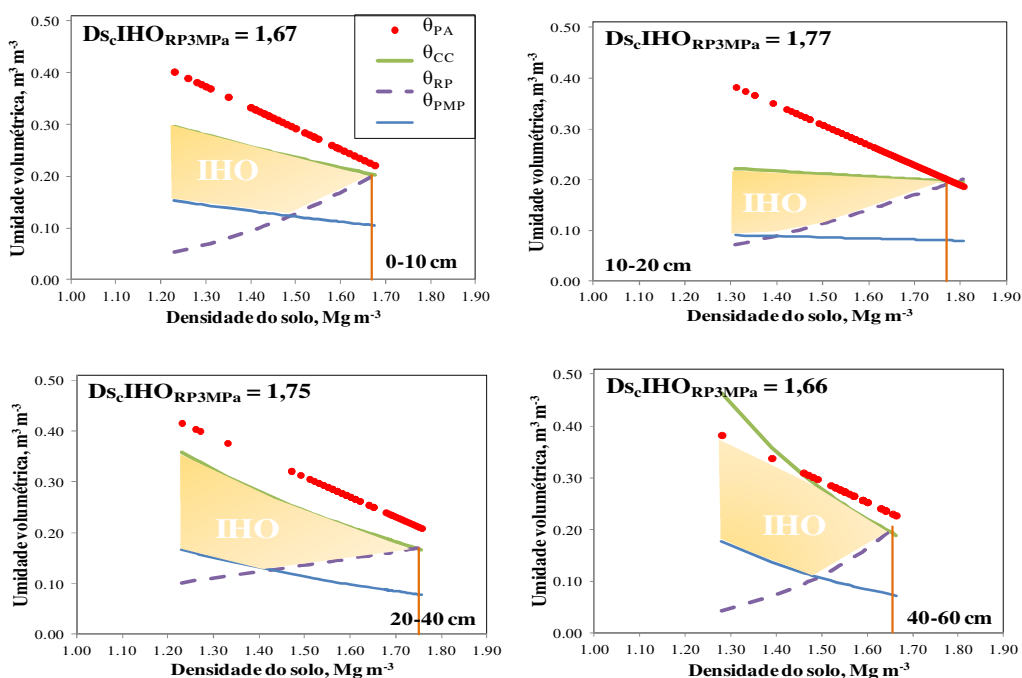 Ds_cIHO_RP3MPa = 1,67
θ_PA
θ_CC
θ_RP
θ_PMP
IHO
0-10 cm
Umidade volumétrica, m³ m⁻³
0.50
0.40
0.30
0.20
0.10
0.00
1.00 1.10 1.20 1.30 1.40 1.50 1.60 1.70 1.80 1.90
Densidade do solo, Mg m⁻³
Ds_cIHO_RP3MPa = 1,77
IHO
10-20 cm
Umidade volumétrica, m³ m⁻³
0.50
0.40
0.30
0.20
0.10
0.00
1.00 1.10 1.20 1.30 1.40 1.50 1.60 1.70 1.80 1.90
Densidade do solo, Mg m⁻³
Ds_cIHO_RP3MPa = 1,75
IHO
20-40 cm
Umidade volumétrica, m³ m⁻³
0.50
0.40
0.30
0.20
0.10
0.00
1.00 1.10 1.20 1.30 1.40 1.50 1.60 1.70 1.80 1.90
Densidade do solo, Mg m⁻³
Ds_cIHO_RP3MPa = 1,66
IHO
40-60 cm
Umidade volumétrica, m³ m⁻³
0.50
0.40
0.30
0.20
0.10
0.00
1.00 1.10 1.20 1.30 1.40 1.50 1.60 1.70 1.80 1.90
Densidade do solo, Mg m⁻³